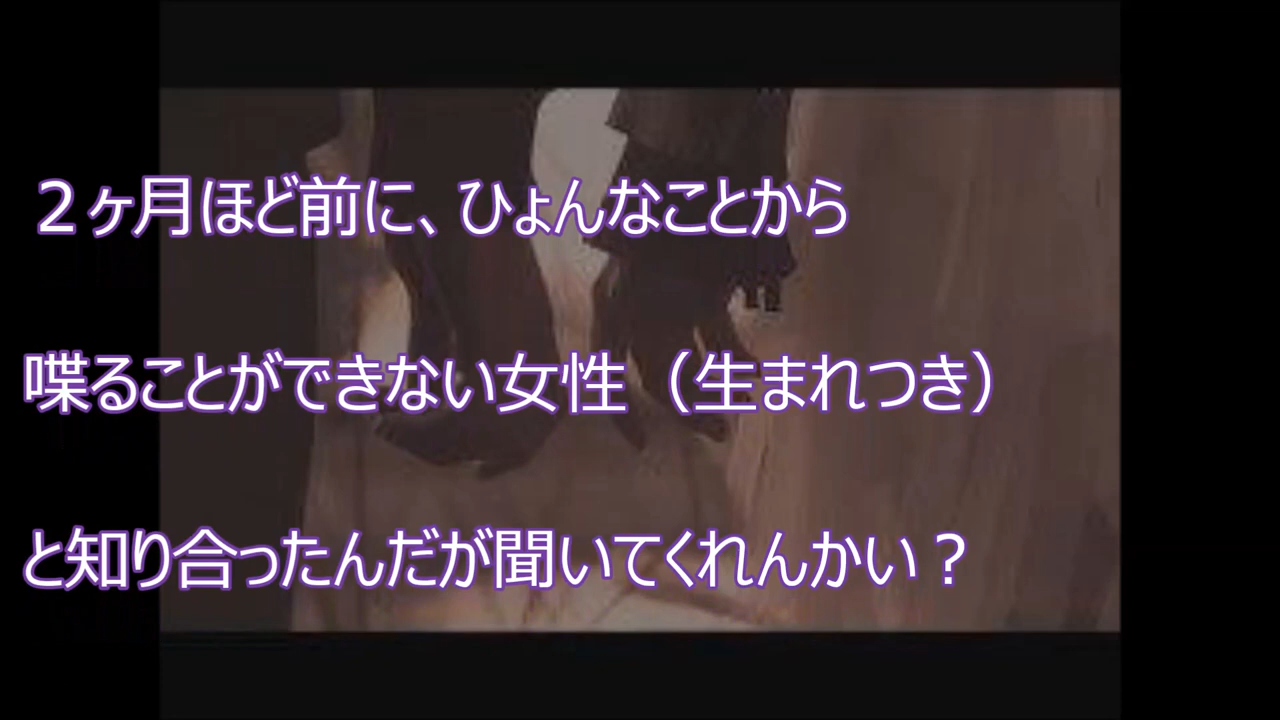 ２ヶ月ほど前に、ひょんなことから
喋ることができない女性（生まれつき）
と知り合ったんだが聞いてくれんかい？